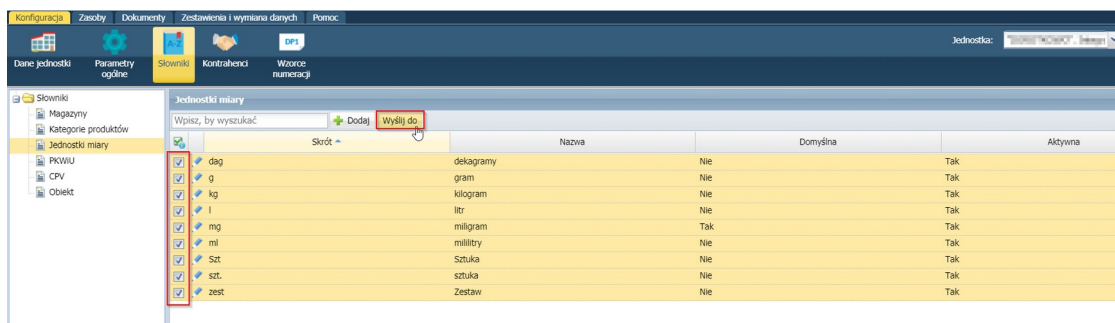 Konfiguracja Zasoby Dokumenty Zestawienia i wymiana danych Pomoc
A-Z DP1 Jednostka:
Dane jednostki Parametry ogólne Słowniki Kontrahenci Wzorce numeracji
Słowniki
Magazyny
Kategorie produktów
Jednostki miary
PKWiU
CPV
Obiekt
Jednostki miary
Wpisz, by wyszukać Dodaj Wyślij do
Skrót Nazwa Domyślna Aktywna
dag dekagramy Nie Tak
g gram Nie Tak
kg kilogram Nie Tak
l litr Nie Tak
mg miligram Tak Tak
ml mililitry Nie Tak
Szt Sztuka Nie Tak
szt. sztuka Nie Tak
zest Zestaw Nie Tak